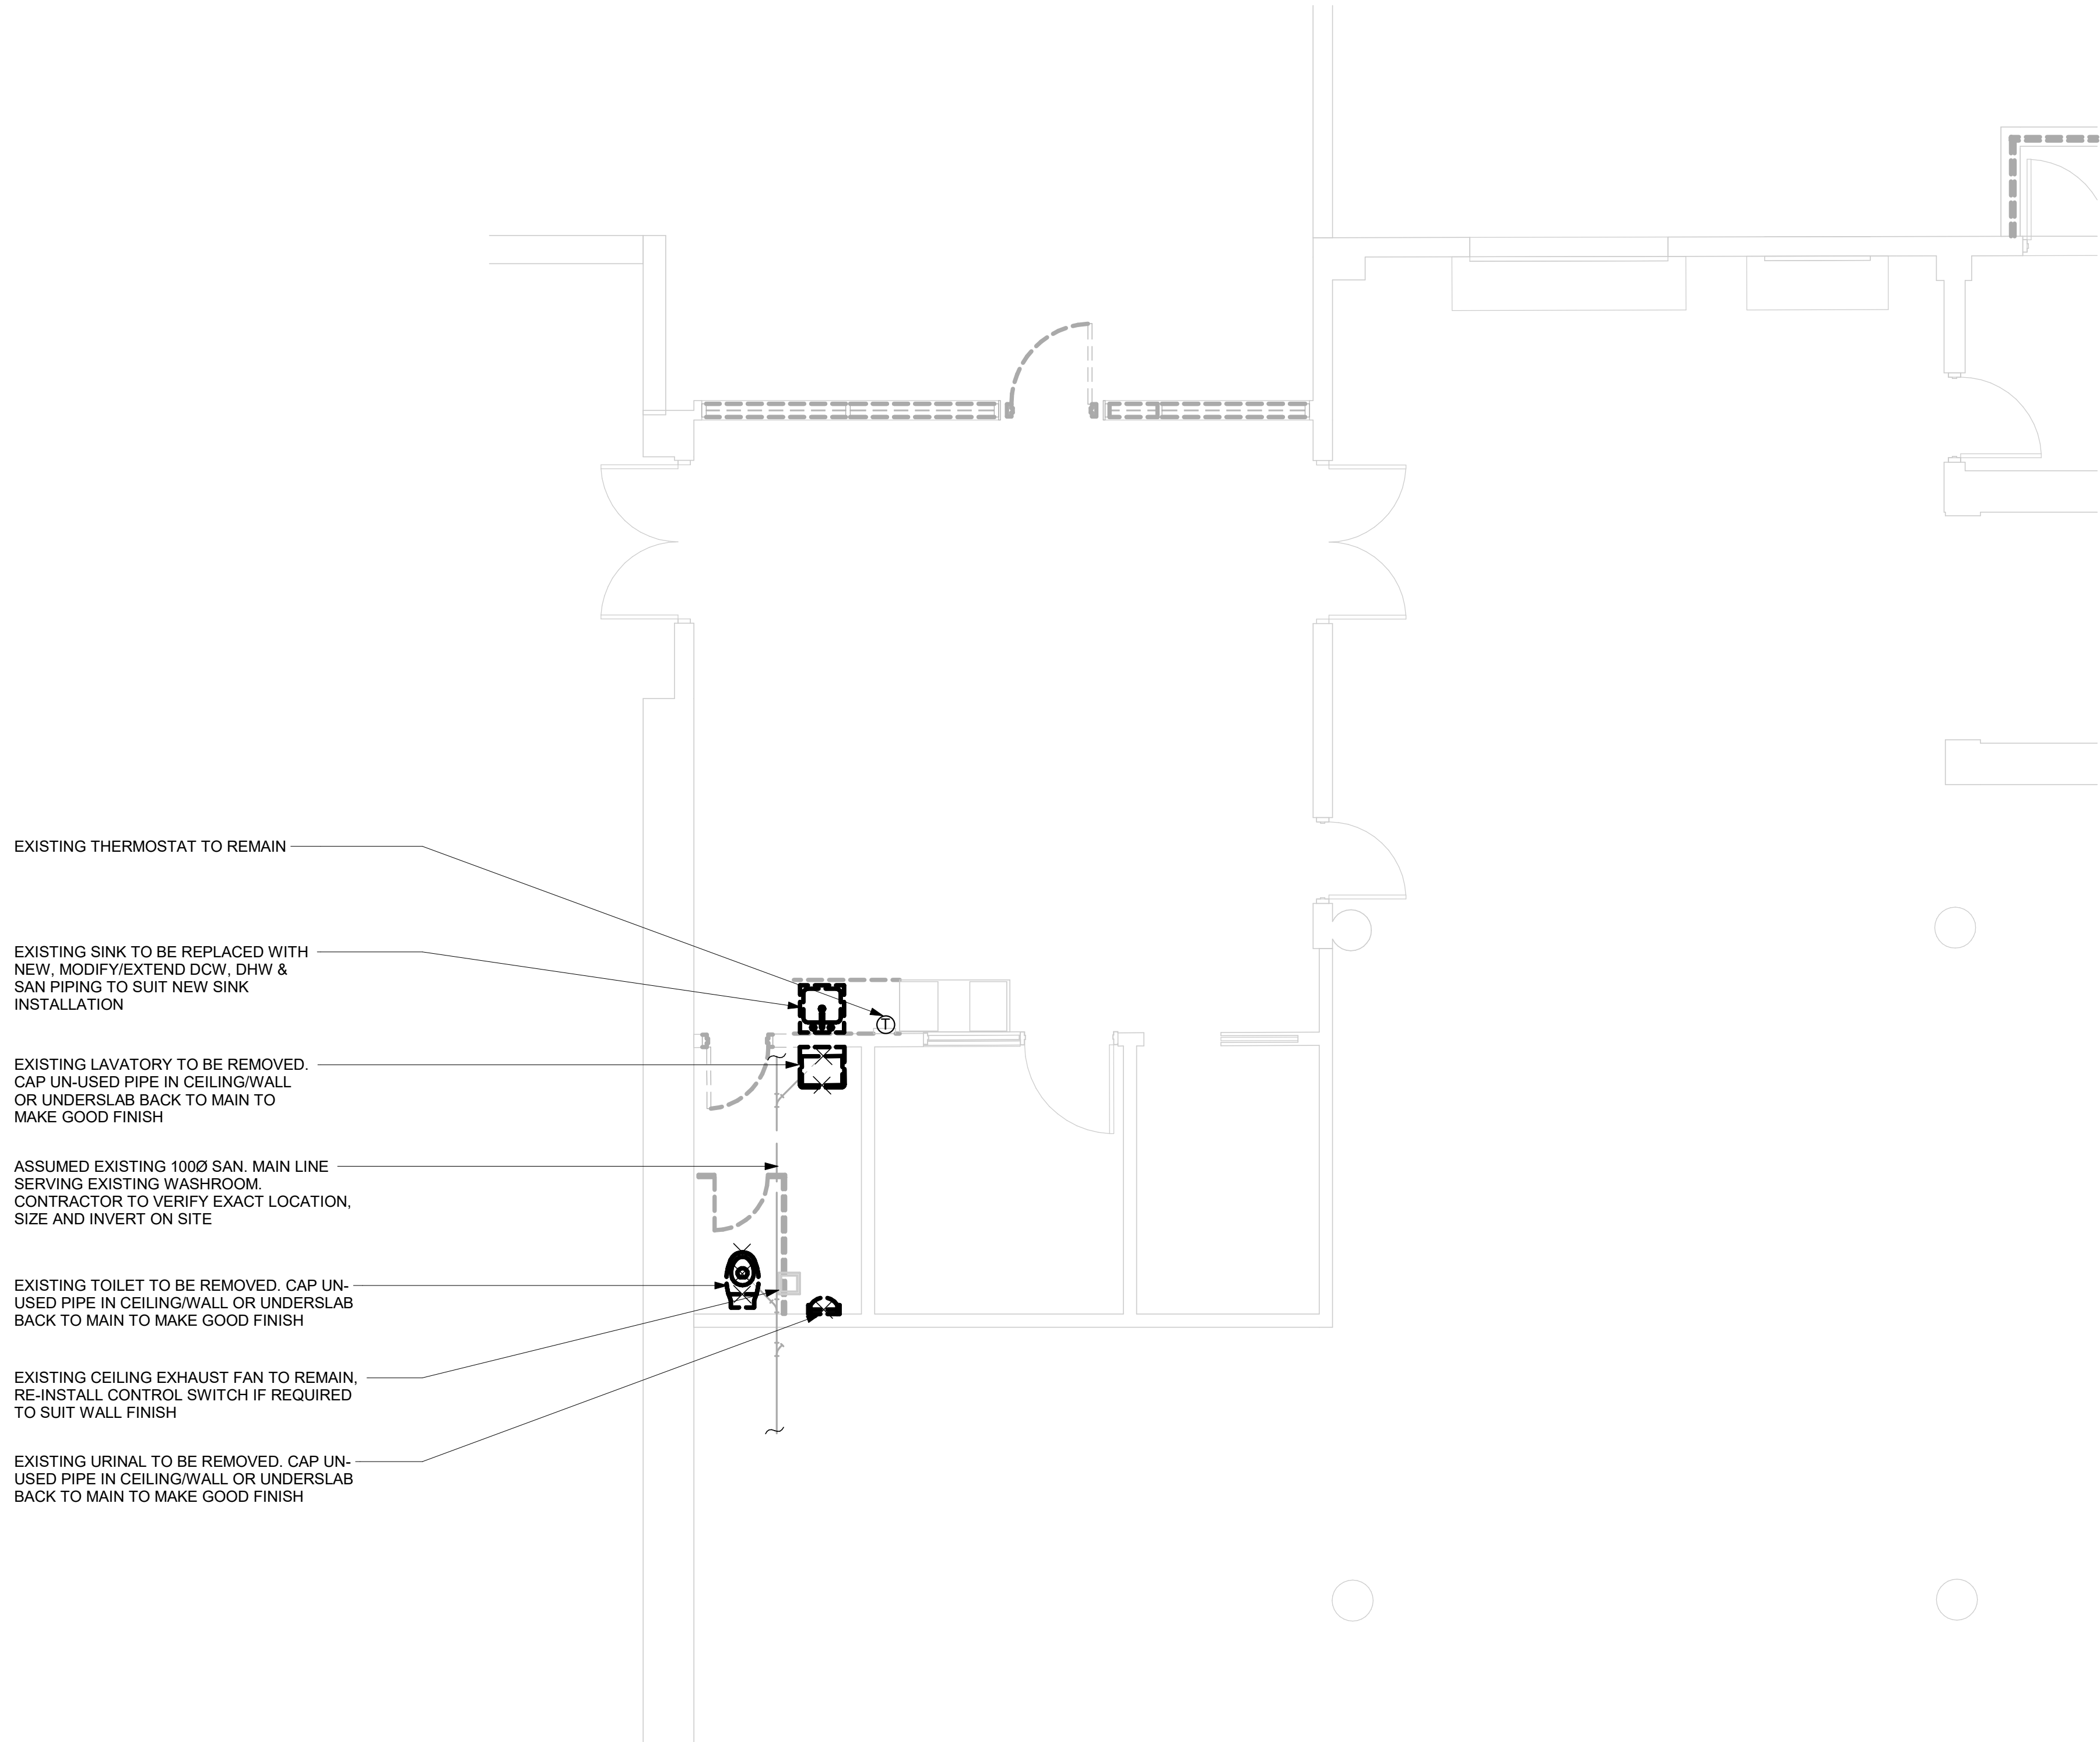 EXISTING THERMOSTAT TO REMAIN
EXISTING SINK TO BE REPLACED WITH
NEW, MODIFY/EXTEND DCW, DHW &
SAN PIPING TO SUIT NEW SINK
INSTALLATION
T
EXISTING LAVATORY TO BE REMOVED.
CAP UN-USED PIPE IN CEILING/WALL
OR UNDERSLAB BACK TO MAIN TO
MAKE GOOD FINISH
ASSUMED EXISTING 100Ø SAN. MAIN LINE
SERVING EXISTING WASHROOM.
CONTRACTOR TO VERIFY EXACT LOCATION,
SIZE AND INVERT ON SITE
EXISTING TOILET TO BE REMOVED. CAP UN-
USED PIPE IN CEILING/WALL OR UNDERSLAB
BACK TO MAIN TO MAKE GOOD FINISH
EXISTING CEILING EXHAUST FAN TO REMAIN,
RE-INSTALL CONTROL SWITCH IF REQUIRED
TO SUIT WALL FINISH
EXISTING URINAL TO BE REMOVED. CAP UN-
USED PIPE IN CEILING/WALL OR UNDERSLAB
BACK TO MAIN TO MAKE GOOD FINISH